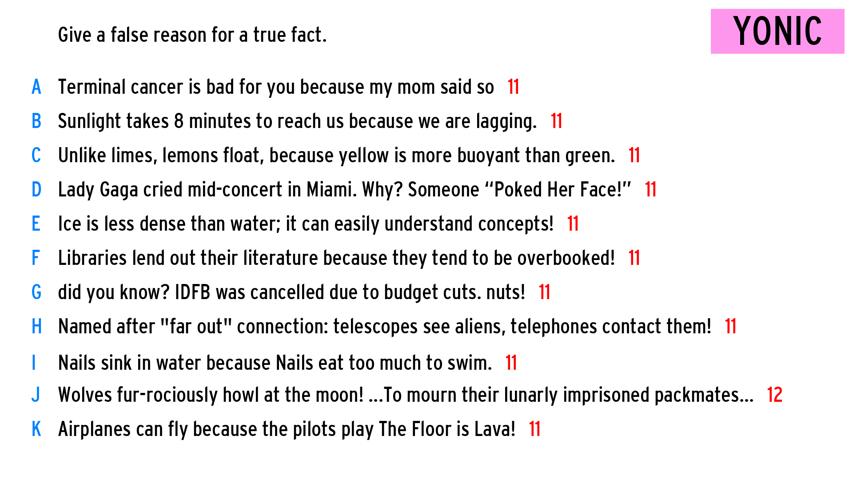 Give a false reason for a true fact.
YONIC
A Terminal cancer is bad for you because my mom said so 11
B Sunlight takes 8 minutes to reach us because we are lagging. 11
C Unlike limes, lemons float, because yellow is more buoyant than green. 11
D Lady Gaga cried mid-concert in Miami. Why? Someone “Poked Her Face!” 11
E Ice is less dense than water; it can easily understand concepts! 11
F Libraries lend out their literature because they tend to be overbooked! 11
G did you know? IDFB was cancelled due to budget cuts. nuts! 11
H Named after "far out" connection: telescopes see aliens, telephones contact them! 11
I Nails sink in water because Nails eat too much to swim. 11
J Wolves fur-rociously howl at the moon! ...To mourn their lunarly imprisoned packmates... 12
K Airplanes can fly because the pilots play The Floor is Lava! 11